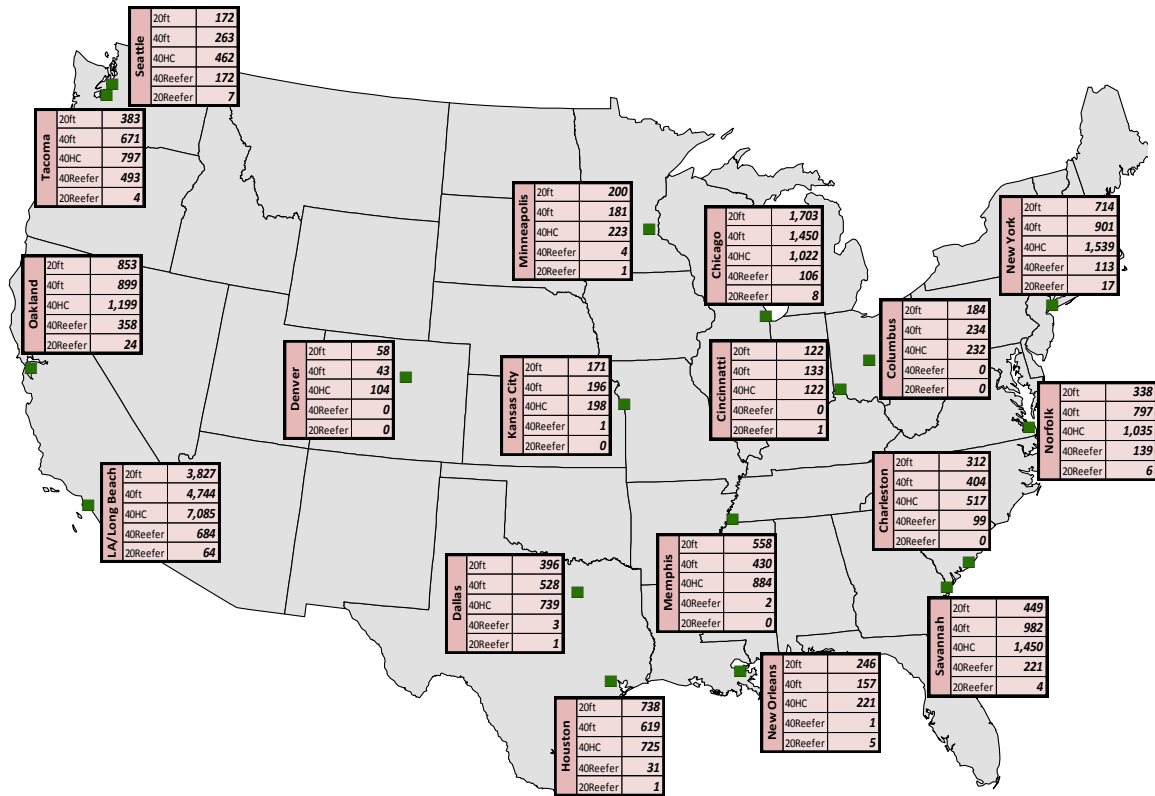 Seattle
20ft 172
40ft 263
40HC 462
40Reefer 172
20Reefer 7
Tacoma
20ft 383
40ft 671
40HC 797
40Reefer 493
20Reefer 4
Minneapolis
20ft 200
40ft 181
40HC 223
40Reefer 4
20Reefer 1
Chicago
20ft 1,703
40ft 1,450
40HC 1,022
40Reefer 106
20Reefer 8
New York
20ft 714
40ft 901
40HC 1,539
40Reefer 113
20Reefer 17
Oakland
20ft 853
40ft 899
40HC 1,199
40Reefer 358
20Reefer 24
Denver
20ft 58
40ft 43
40HC 104
40Reefer 0
20Reefer 0
Kansas City
20ft 171
40ft 196
40HC 198
40Reefer 1
20Reefer 0
Cincinnatti
20ft 122
40ft 133
40HC 122
40Reefer 0
20Reefer 1
Columbus
20ft 184
40ft 234
40HC 232
40Reefer 0
20Reefer 0
Norfolk
20ft 338
40ft 797
40HC 1,035
40Reefer 139
20Reefer 6
LA/Long Beach
20ft 3,827
40ft 4,744
40HC 7,085
40Reefer 684
20Reefer 64
Charleston
20ft 312
40ft 404
40HC 517
40Reefer 99
20Reefer 0
Dallas
20ft 396
40ft 528
40HC 739
40Reefer 3
20Reefer 1
Memphis
20ft 558
40ft 430
40HC 884
40Reefer 2
20Reefer 0
Savannah
20ft 449
40ft 982
40HC 1,450
40Reefer 221
20Reefer 4
New Orleans
20ft 246
40ft 157
40HC 221
40Reefer 1
20Reefer 5
Houston
20ft 738
40ft 619
40HC 725
40Reefer 31
20Reefer 1